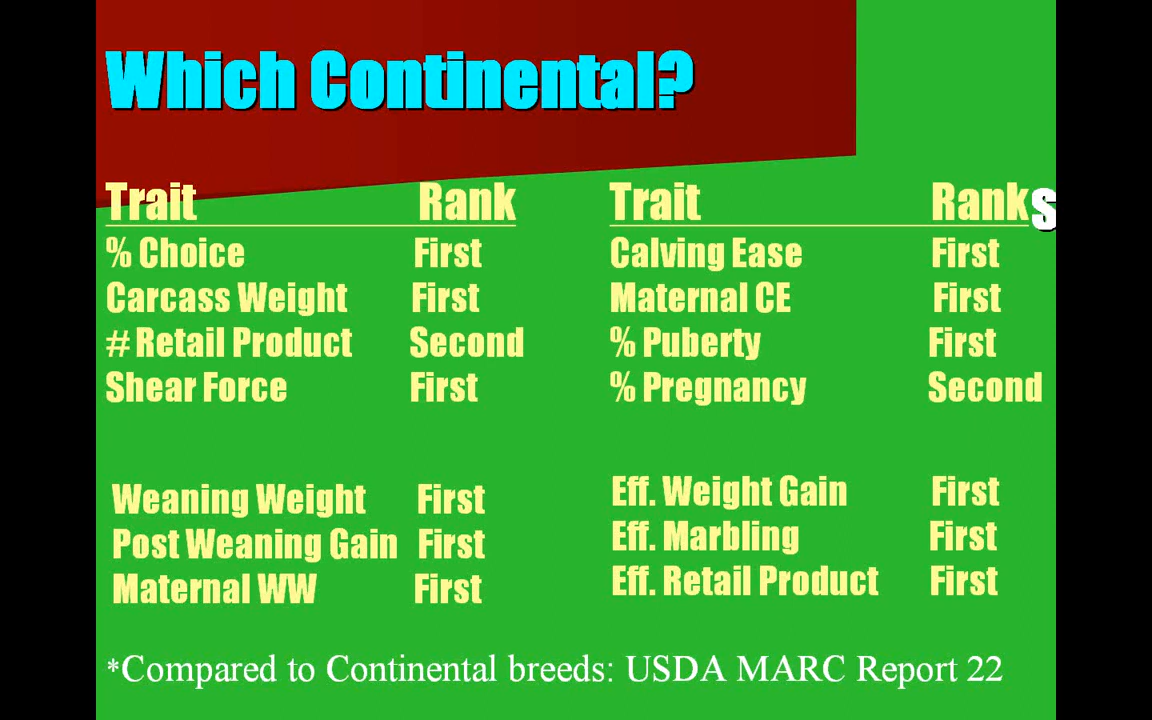 Which Continental?
Trait Rank Trait Ranks
% Choice First Calving Ease First
Carcass Weight First Maternal CE First
# Retail Product Second % Puberty First
Shear Force First % Pregnancy Second
Weaning Weight First Eff. Weight Gain First
Post Weaning Gain First Eff. Marbling First
Maternal WW First Eff. Retail Product First
*Compared to Continental breeds: USDA MARC Report 22